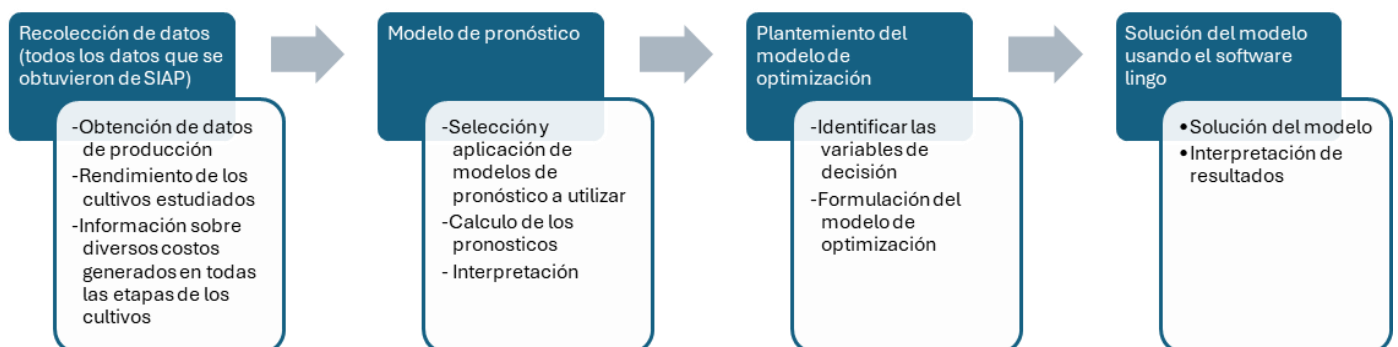 Recolección de datos
(todos los datos que se
obtuvieron de SIAP)
-Obtención de datos
de producción
-Rendimiento de los
cultivos estudiados
-Información sobre
diversos costos
generados en todas
las etapas de los
cultivos
Modelo de pronóstico
-Selección y
aplicación de
modelos de
pronóstico a utilizar
-Calculo de los
pronosticos
- Interpretación
Plantemiento del
modelo de
optimización
-Identificar las
variables de
decisión
-Formulación del
modelo de
optimización
Solución del modelo
usando el software
lingo
•Solución del modelo
•Interpretación de
resultados